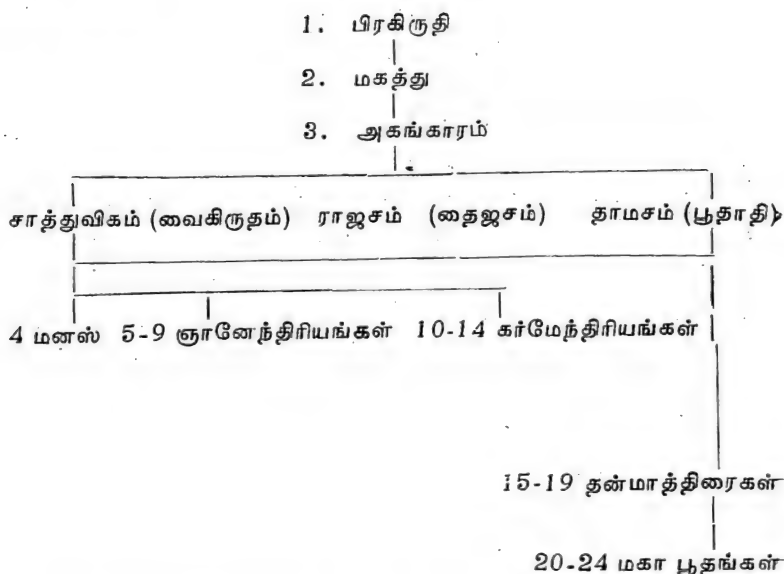 1. பிரகிருதி
2. மகத்து
3. அகங்காரம்
சாத்துவிகம் (வைகிருதம்) ராஜசம் (தைஜசம்) தாமசம் (பூதாதி)
4 மனஸ் 5-9 ஞானேந்திரியங்கள் 10-14 கர்மேந்திரியங்கள்
15-19 தன்மாத்திரைகள்
20-24 மகா பூதங்கள்